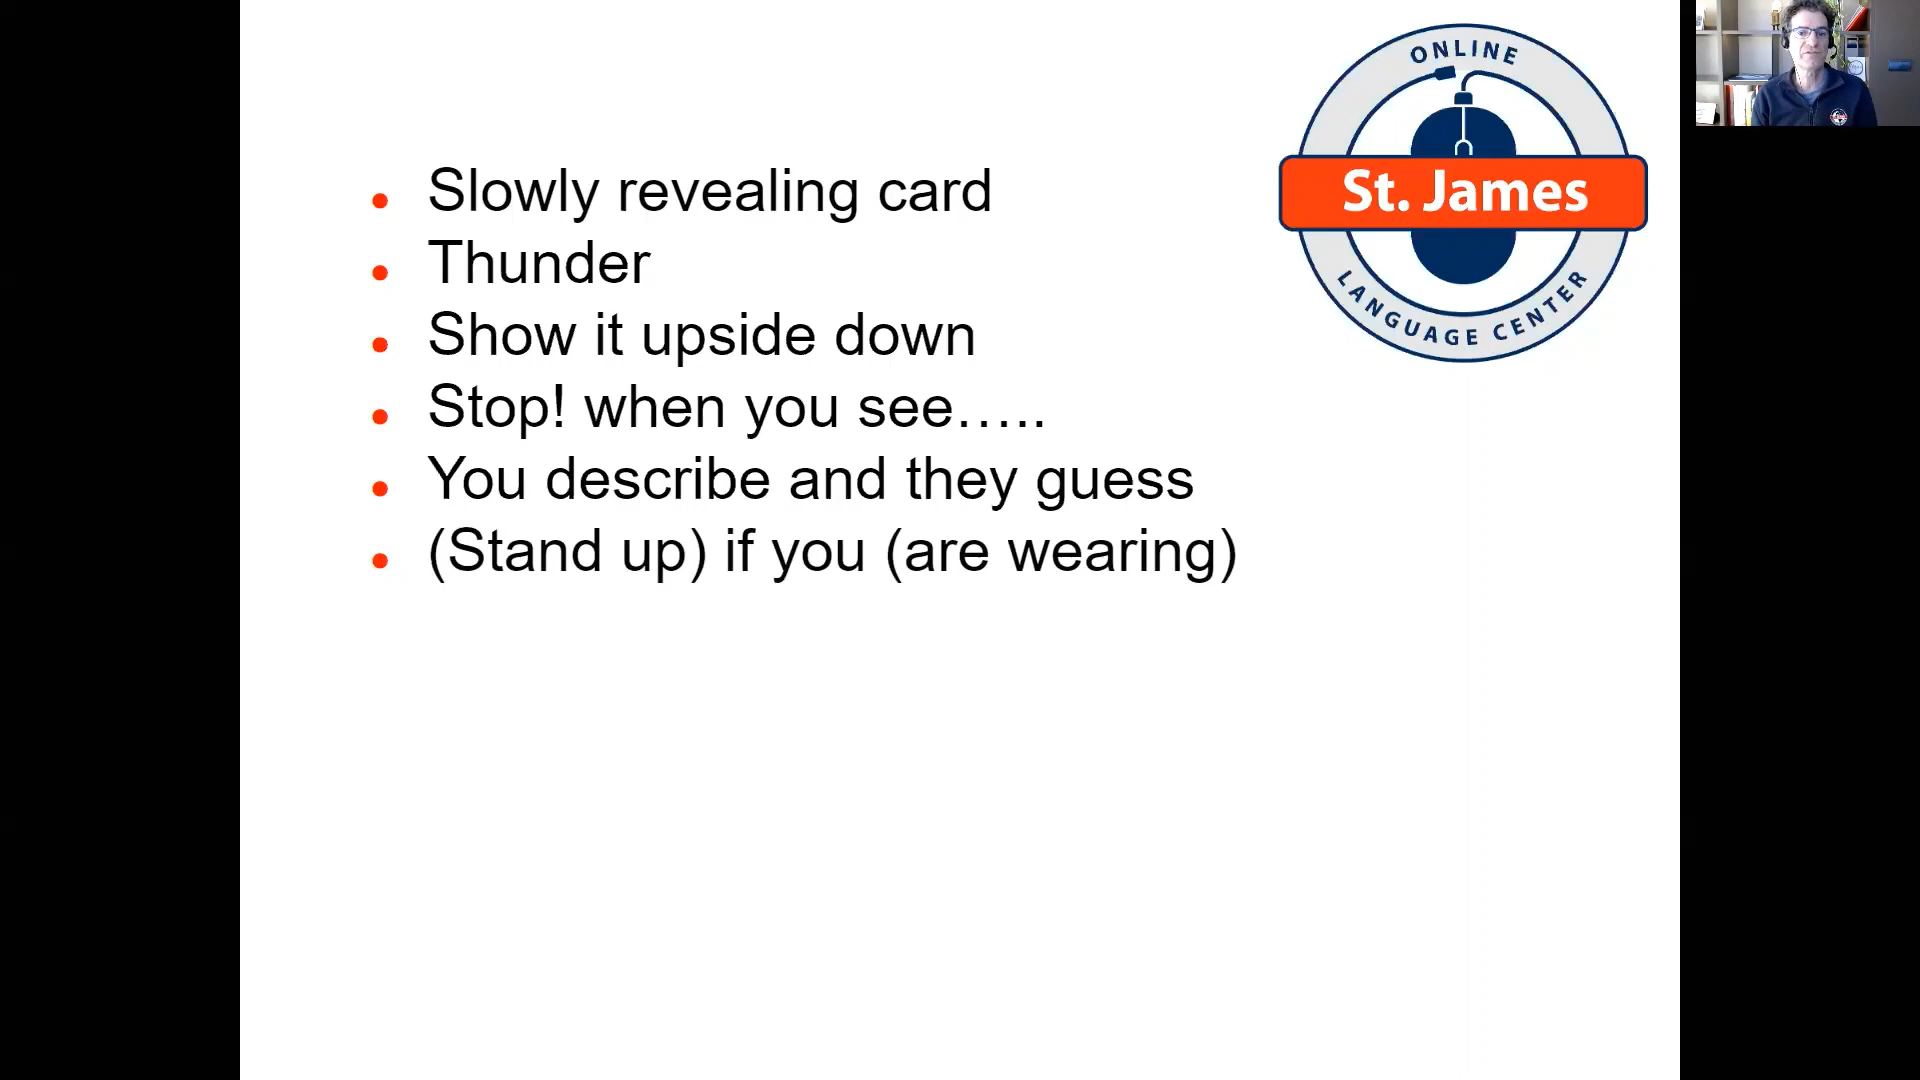 ONLINE
St. James
LANGUAGE CENTER
Slowly revealing card
Thunder
Show it upside down
Stop! when you see…..
You describe and they guess
(Stand up) if you (are wearing)